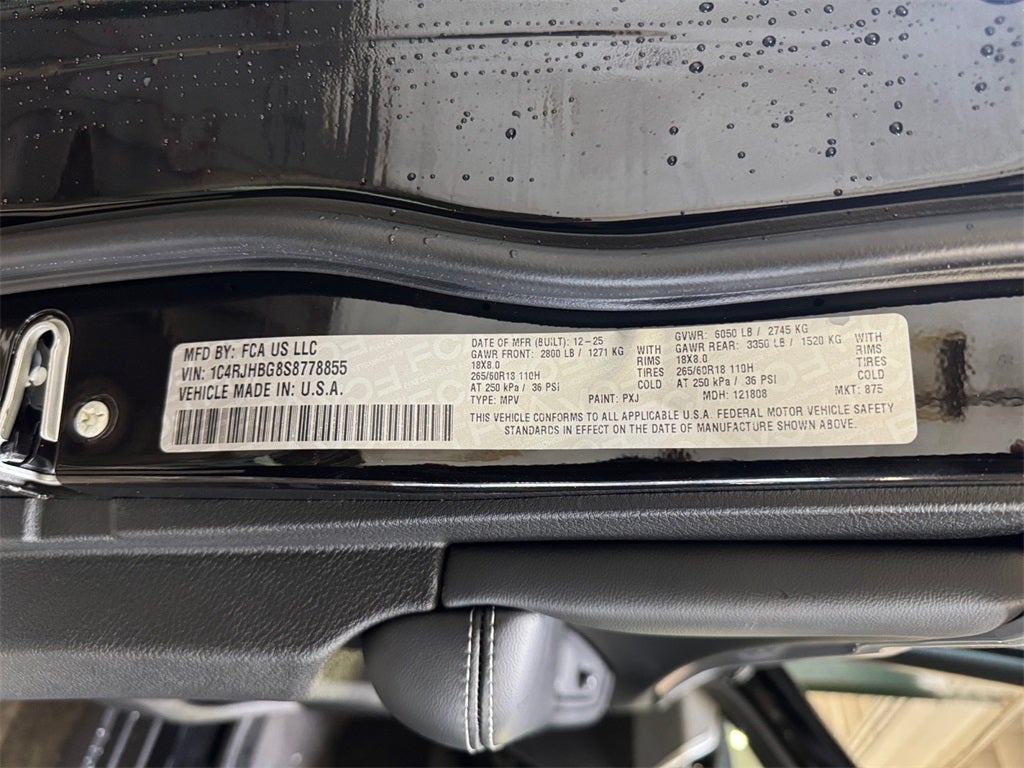 MFD BY: FCA US LLC
VIN: 1C4RJHBG8S8778855
VEHICLE MADE IN: U.S.A.
DATE OF MFR (BUILT): 12-25
GAWR FRONT: 2800 LB / 1271 KG WITH
18X8.0 RIMS
265/60R18 110H TIRES
AT 250 kPa / 36 PSI COLD
TYPE: MPV PAINT: PXJ
GVWR: 6050 LB / 2745 KG
GAWR REAR: 3350 LB / 1520 KG WITH
18X8.0 RIMS
265/60R18 110H TIRES
AT 250 kPa / 36 PSI COLD
MDH: 121808 MKT: 875
THIS VEHICLE CONFORMS TO ALL APPLICABLE U.S.A. FEDERAL MOTOR VEHICLE SAFETY
STANDARDS IN EFFECT ON THE DATE OF MANUFACTURE SHOWN ABOVE.